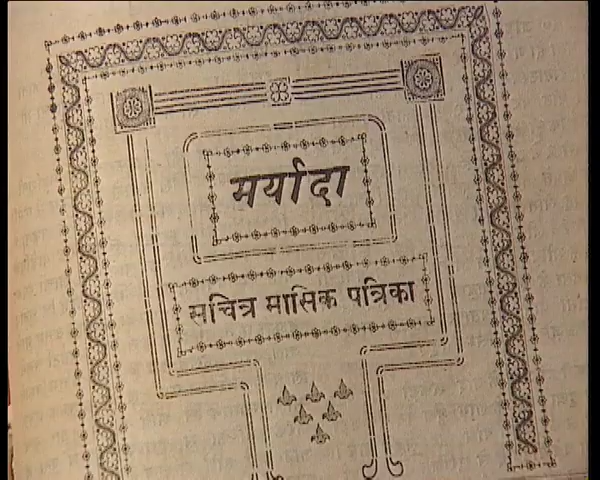 मर्यादा
सचित्र मासिक पत्रिका